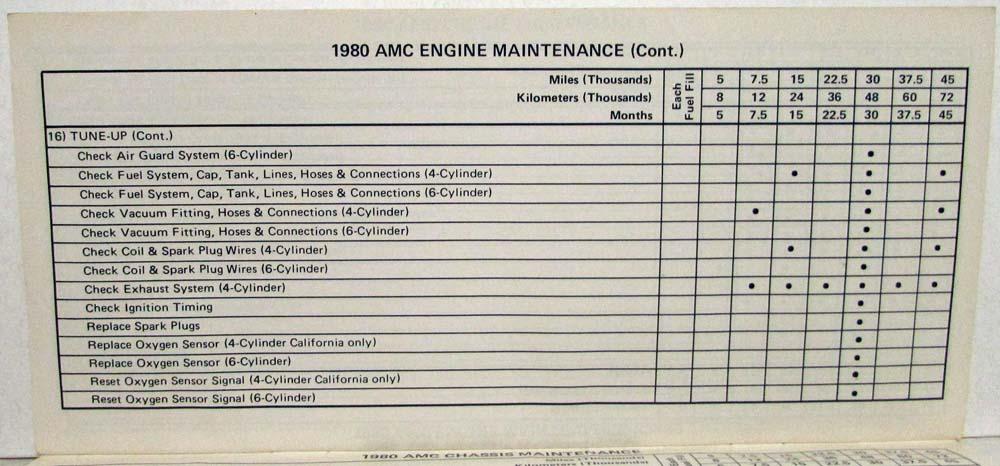 1980 AMC ENGINE MAINTENANCE (Cont.)
Each Fuel Fill
Miles (Thousands) 5 7.5 15 22.5 30 37.5 45
Kilometers (Thousands) 8 12 24 36 48 60 72
Months 5 7.5 15 22.5 30 37.5 45
16) TUNE-UP (Cont.)
Check Air Guard System (6-Cylinder) •
Check Fuel System, Cap, Tank, Lines, Hoses & Connections (4-Cylinder) • • •
Check Fuel System, Cap, Tank, Lines, Hoses & Connections (6-Cylinder) •
Check Vacuum Fitting, Hoses & Connections (4-Cylinder) • • •
Check Vacuum Fitting, Hoses & Connections (6-Cylinder) •
Check Coil & Spark Plug Wires (4-Cylinder) • • •
Check Coil & Spark Plug Wires (6-Cylinder) •
Check Exhaust System (4-Cylinder) • • • • • •
Check Ignition Timing •
Replace Spark Plugs •
Replace Oxygen Sensor (4-Cylinder California only) •
Replace Oxygen Sensor (6-Cylinder) •
Reset Oxygen Sensor Signal (4-Cylinder California only) •
Reset Oxygen Sensor Signal (6-Cylinder) •
1980 AMC CHASSIS MAINTENANCE
Miles (Thousands)
Kilometers (Thousands)